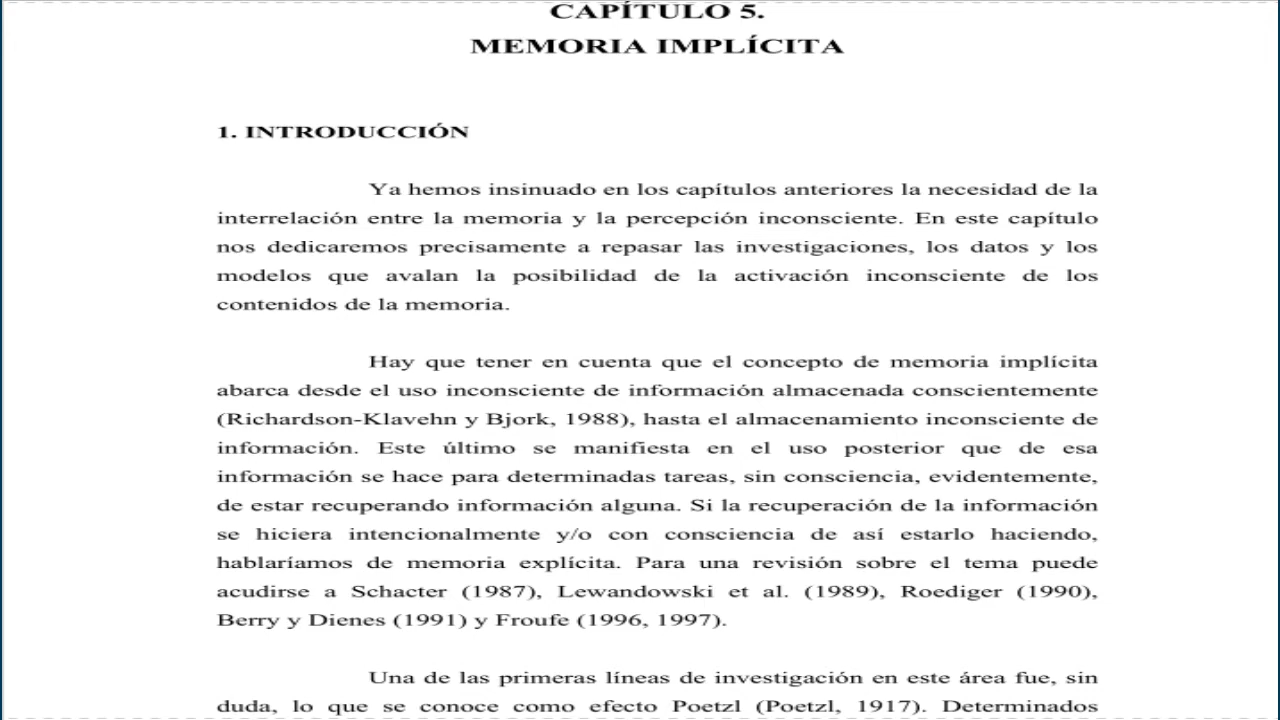 CAPÍTULO 5.
MEMORIA IMPLÍCITA
1. INTRODUCCIÓN
Ya hemos insinuado en los capítulos anteriores la necesidad de la
interrelación entre la memoria y la percepción inconsciente. En este capítulo
nos dedicaremos precisamente a repasar las investigaciones, los datos y los
modelos que avalan la posibilidad de la activación inconsciente de los
contenidos de la memoria.
Hay que tener en cuenta que el concepto de memoria implícita
abarca desde el uso inconsciente de información almacenada conscientemente
(Richardson-Klavehn y Bjork, 1988), hasta el almacenamiento inconsciente de
información. Este último se manifiesta en el uso posterior que de esa
información se hace para determinadas tareas, sin consciencia, evidentemente,
de estar recuperando información alguna. Si la recuperación de la información
se hiciera intencionalmente y/o con consciencia de así estarlo haciendo,
hablaríamos de memoria explícita. Para una revisión sobre el tema puede
acudirse a Schacter (1987), Lewandowski et al. (1989), Roediger (1990),
Berry y Dienes (1991) y Froufe (1996, 1997).
Una de las primeras líneas de investigación en este área fue, sin
duda, lo que se conoce como efecto Poetzl (Poetzl, 1917). Determinados